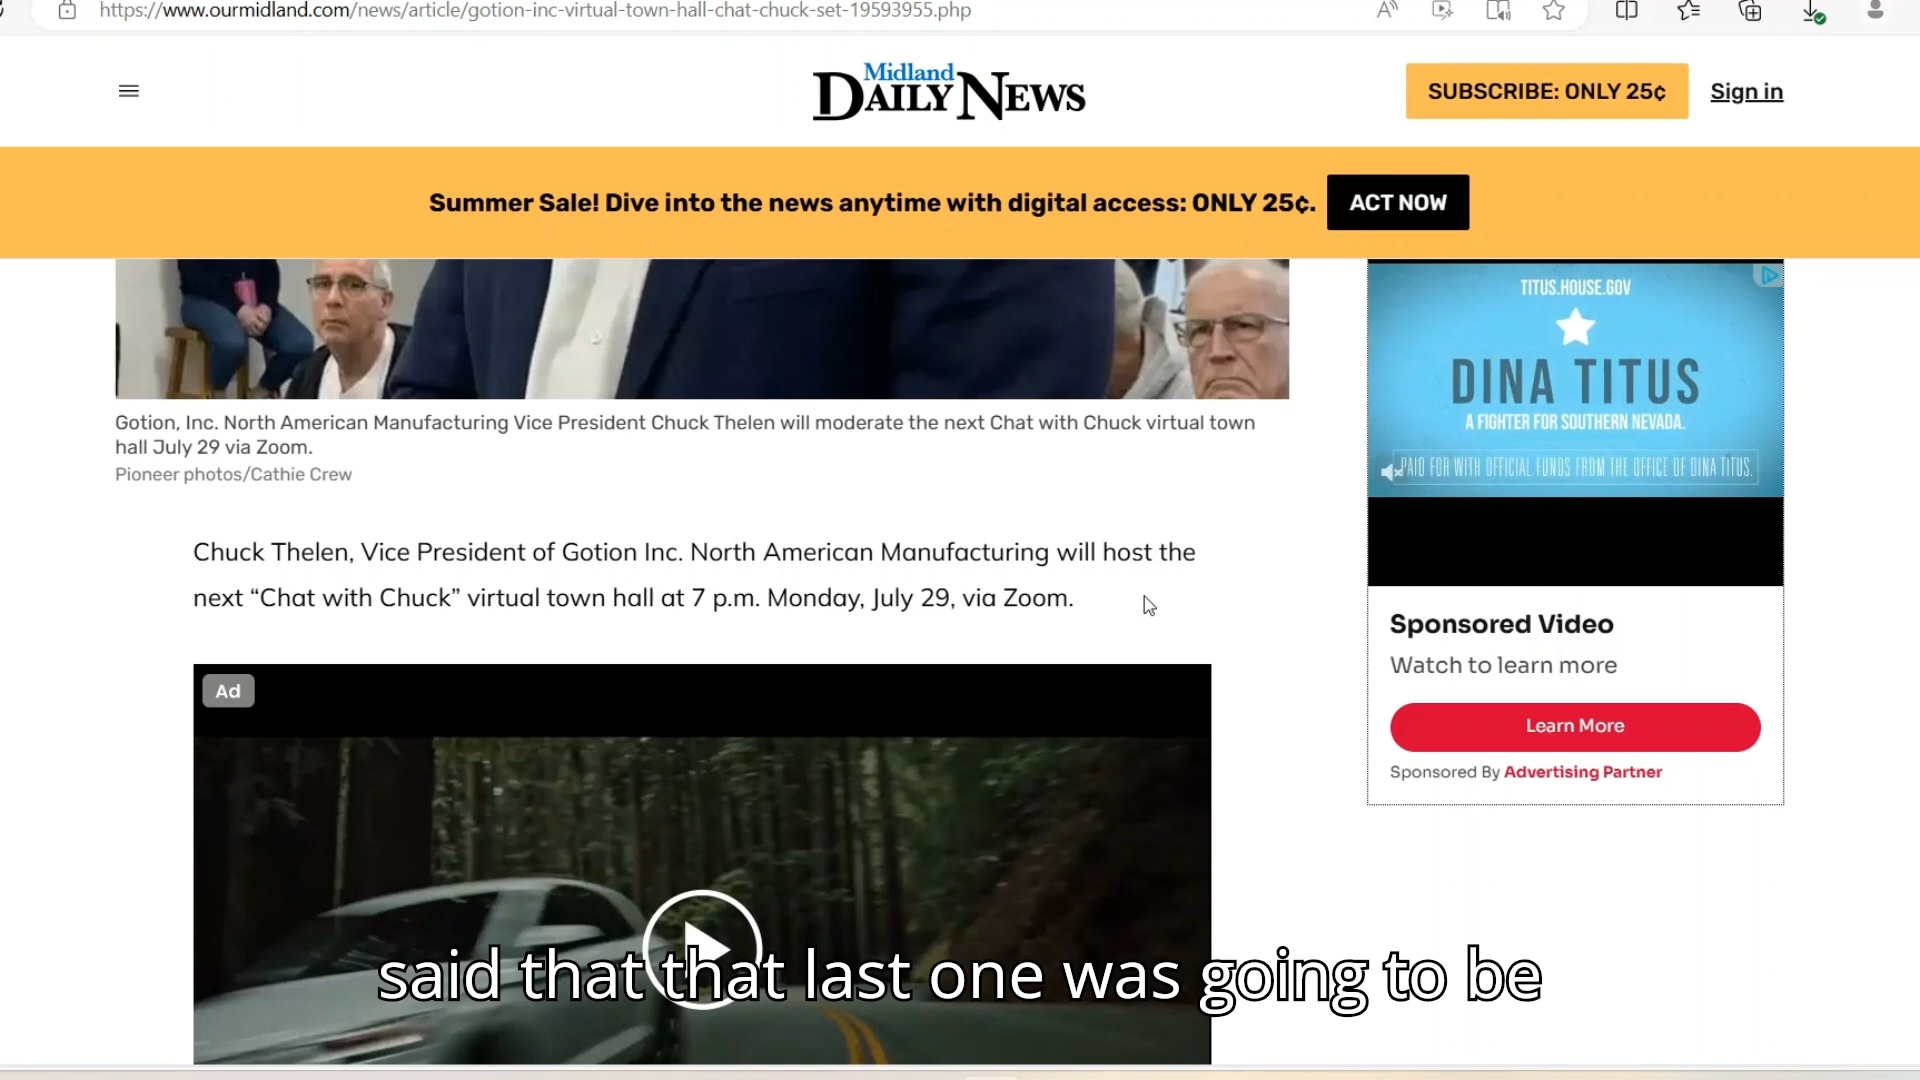 https://www.ourmidland.com/news/article/gotion-inc-virtual-town-hall-chat-chuck-set-19593955.php
Midland
DAILY NEWS
SUBSCRIBE: ONLY 25¢
Sign in
Summer Sale! Dive into the news anytime with digital access: ONLY 25¢.
ACT NOW
TITUS.HOUSE.GOV
DINA TITUS
A FIGHTER FOR SOUTHERN NEVADA.
PAID FOR WITH OFFICIAL FUNDS FROM THE OFFICE OF DINA TITUS.
Gotion, Inc. North American Manufacturing Vice President Chuck Thelen will moderate the next Chat with Chuck virtual town
hall July 29 via Zoom.
Pioneer photos/Cathie Crew
Chuck Thelen, Vice President of Gotion Inc. North American Manufacturing will host the
next “Chat with Chuck” virtual town hall at 7 p.m. Monday, July 29, via Zoom.
Sponsored Video
Watch to learn more
Learn More
Sponsored By Advertising Partner
Ad
said that that last one was going to be